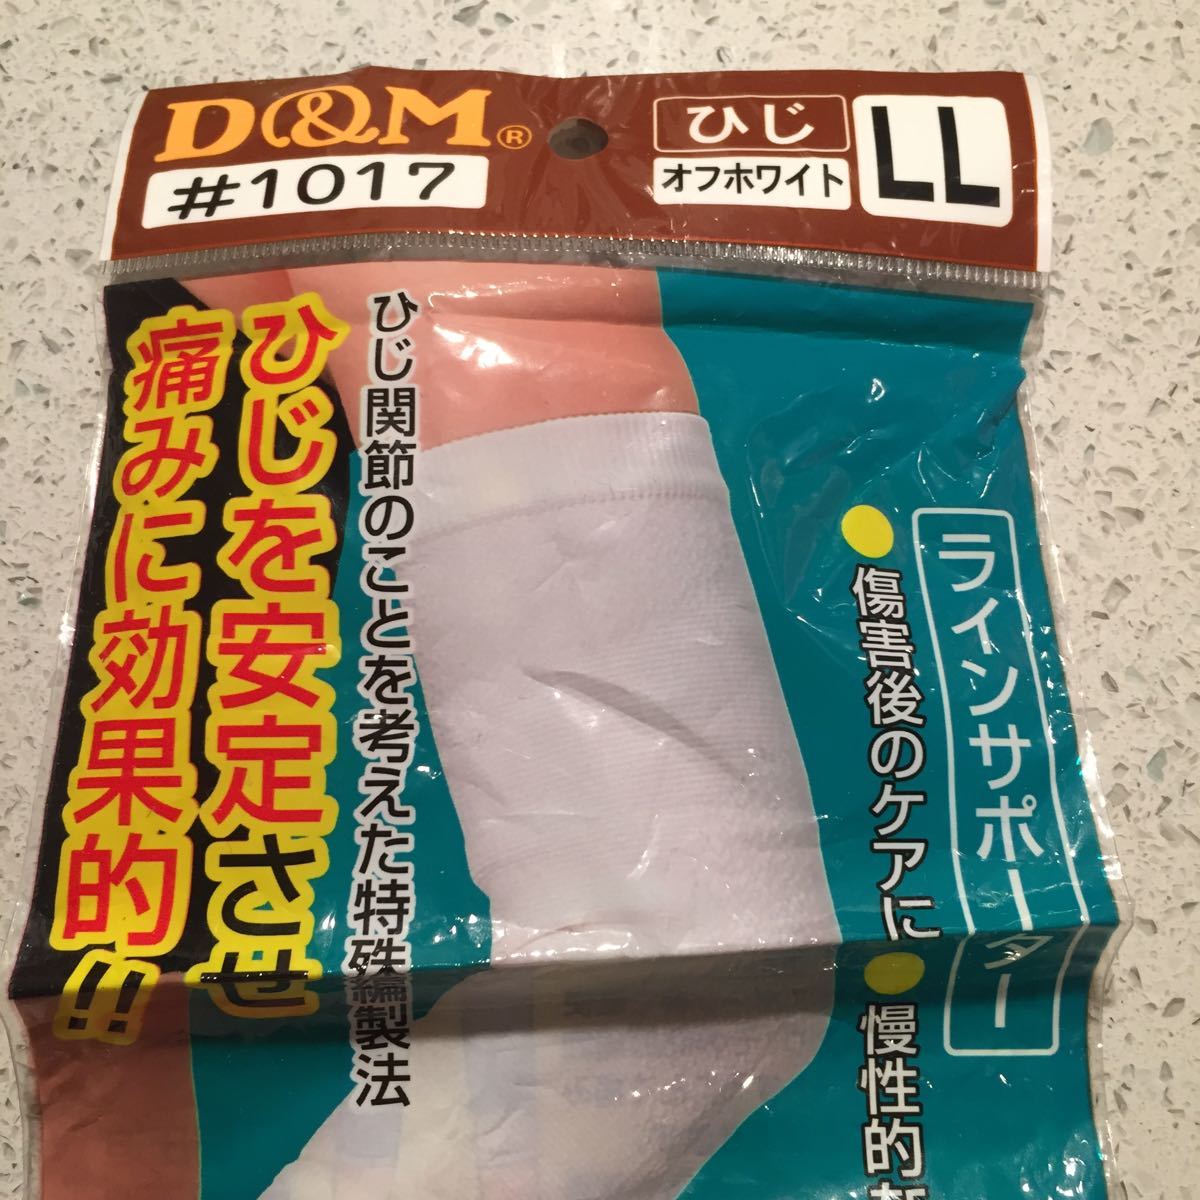 D&M®
#1017
ひじ
オフホワイト
LL
ラインサポーター
傷害後のケアに
慢性的
ひじ関節のことを考えた特殊編製法
ひじを安定させ
痛みに効果的!!